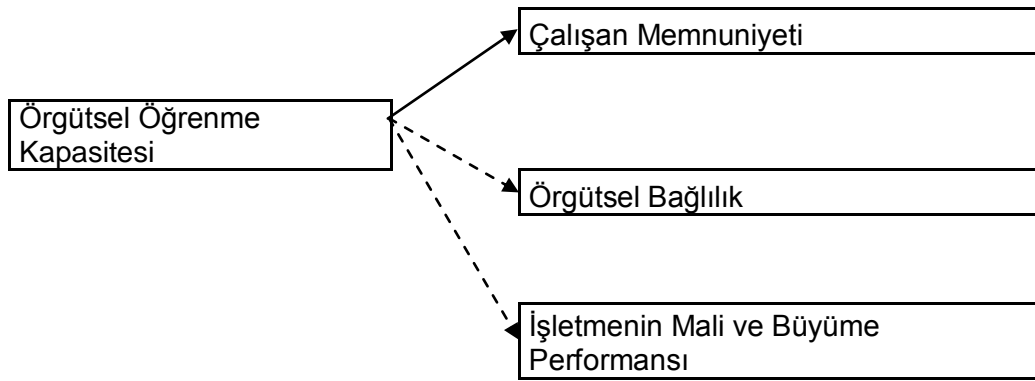 Çalışan Memnuniyeti
Örgütsel Öğrenme
Kapasitesi
Örgütsel Bağlılık
İşletmenin Mali ve Büyüme
Performansı